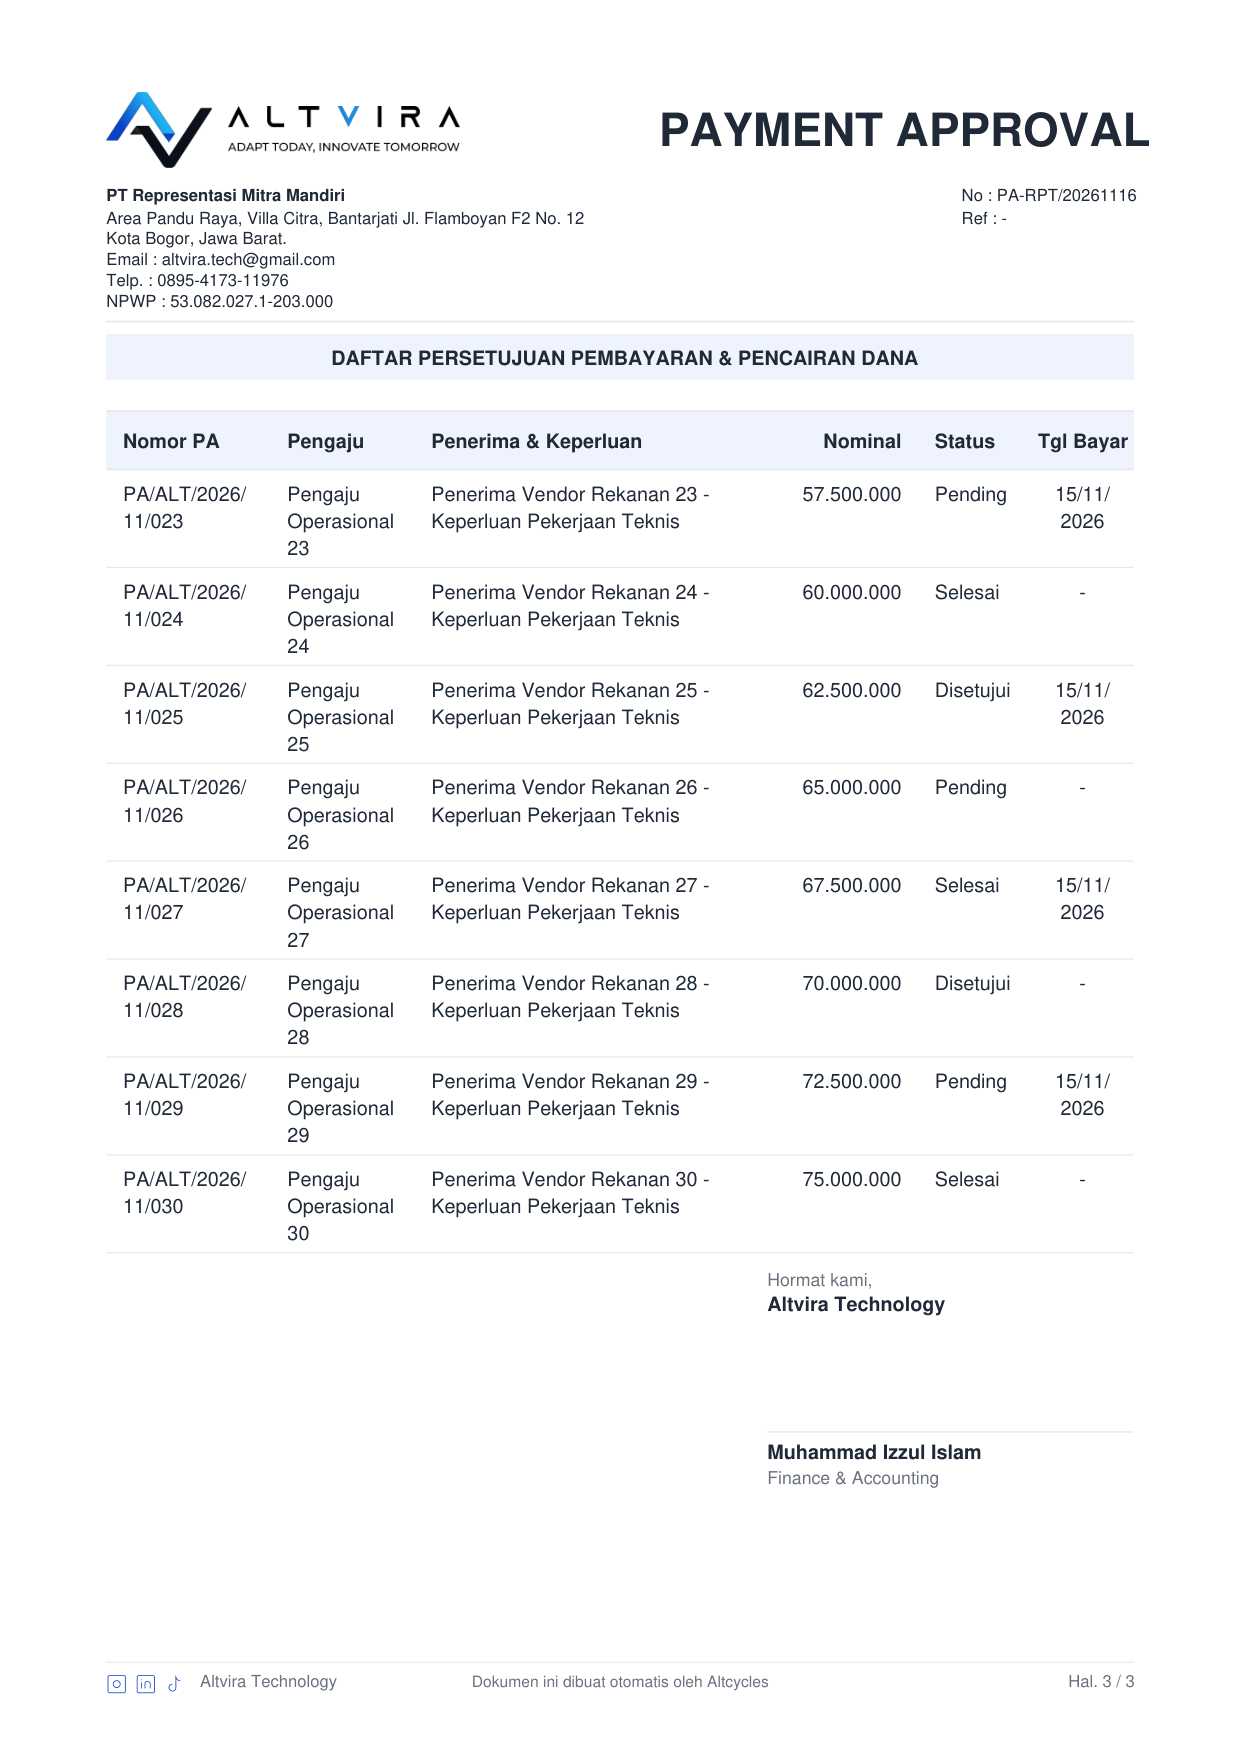 ALTVIRA
ADAPT TODAY, INNOVATE TOMORROW
PAYMENT APPROVAL
PT Representasi Mitra Mandiri
Area Pandu Raya, Villa Citra, Bantarjati Jl. Flamboyan F2 No. 12
Kota Bogor, Jawa Barat.
Email : altvira.tech@gmail.com
Telp. : 0895-4173-11976
NPWP : 53.082.027.1-203.000
No : PA-RPT/20261116
Ref : -
DAFTAR PERSETUJUAN PEMBAYARAN & PENCAIRAN DANA
Nomor PA Pengaju Penerima & Keperluan Nominal Status Tgl Bayar
PA/ALT/2026/ Pengaju Penerima Vendor Rekanan 23 - 57.500.000 Pending 15/11/
11/023 Operasional Keperluan Pekerjaan Teknis 2026
23
PA/ALT/2026/ Pengaju Penerima Vendor Rekanan 24 - 60.000.000 Selesai -
11/024 Operasional Keperluan Pekerjaan Teknis
24
PA/ALT/2026/ Pengaju Penerima Vendor Rekanan 25 - 62.500.000 Disetujui 15/11/
11/025 Operasional Keperluan Pekerjaan Teknis 2026
25
PA/ALT/2026/ Pengaju Penerima Vendor Rekanan 26 - 65.000.000 Pending -
11/026 Operasional Keperluan Pekerjaan Teknis
26
PA/ALT/2026/ Pengaju Penerima Vendor Rekanan 27 - 67.500.000 Selesai 15/11/
11/027 Operasional Keperluan Pekerjaan Teknis 2026
27
PA/ALT/2026/ Pengaju Penerima Vendor Rekanan 28 - 70.000.000 Disetujui -
11/028 Operasional Keperluan Pekerjaan Teknis
28
PA/ALT/2026/ Pengaju Penerima Vendor Rekanan 29 - 72.500.000 Pending 15/11/
11/029 Operasional Keperluan Pekerjaan Teknis 2026
29
PA/ALT/2026/ Pengaju Penerima Vendor Rekanan 30 - 75.000.000 Selesai -
11/030 Operasional Keperluan Pekerjaan Teknis
30
Hormat kami,
Altvira Technology
Muhammad Izzul Islam
Finance & Accounting
Altvira Technology Dokumen ini dibuat otomatis oleh Altcycles Hal. 3 / 3